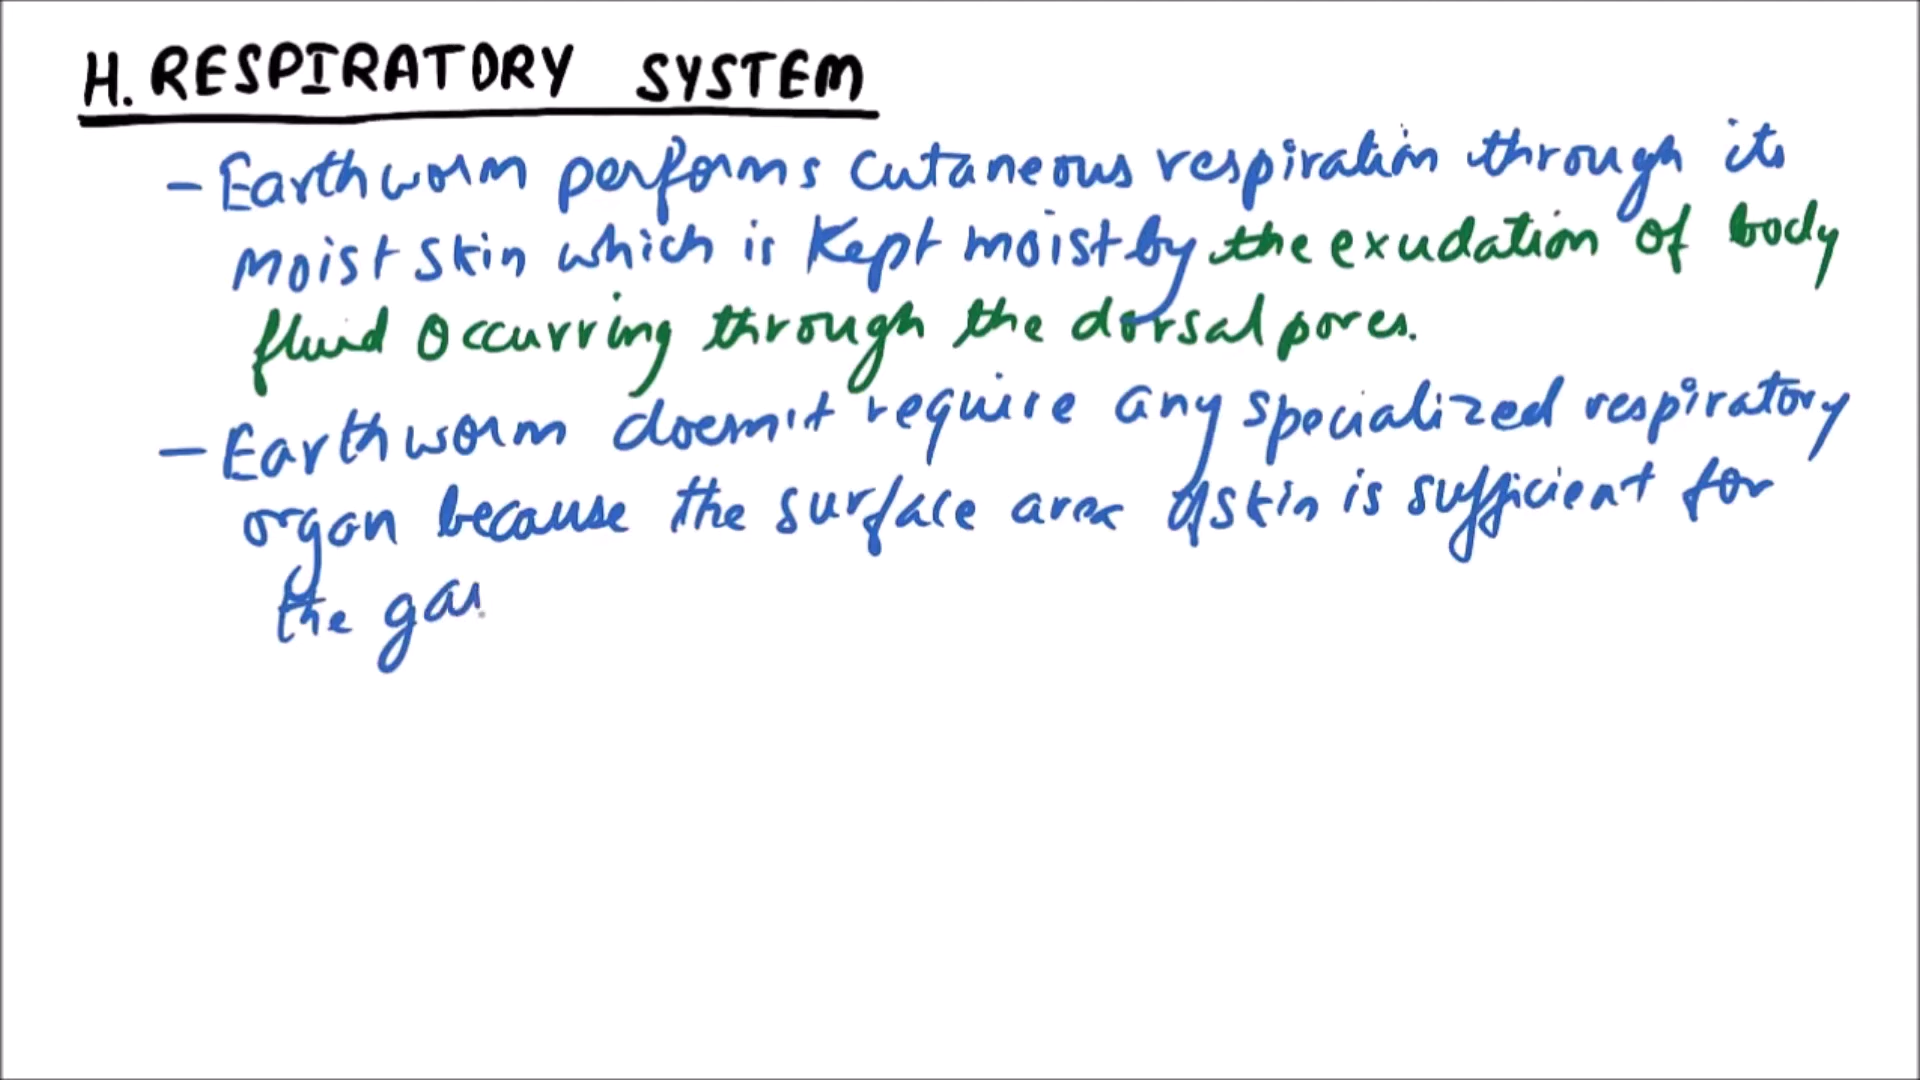 H. RESPIRATORY SYSTEM
- Earthworm performs cutaneous respiration through its
moist skin which is kept moist by the exudation of body
fluid occurring through the dorsal pores.
- Earthworm doesn't require any specialized respiratory
organ because the surface area of skin is sufficient for
the gas